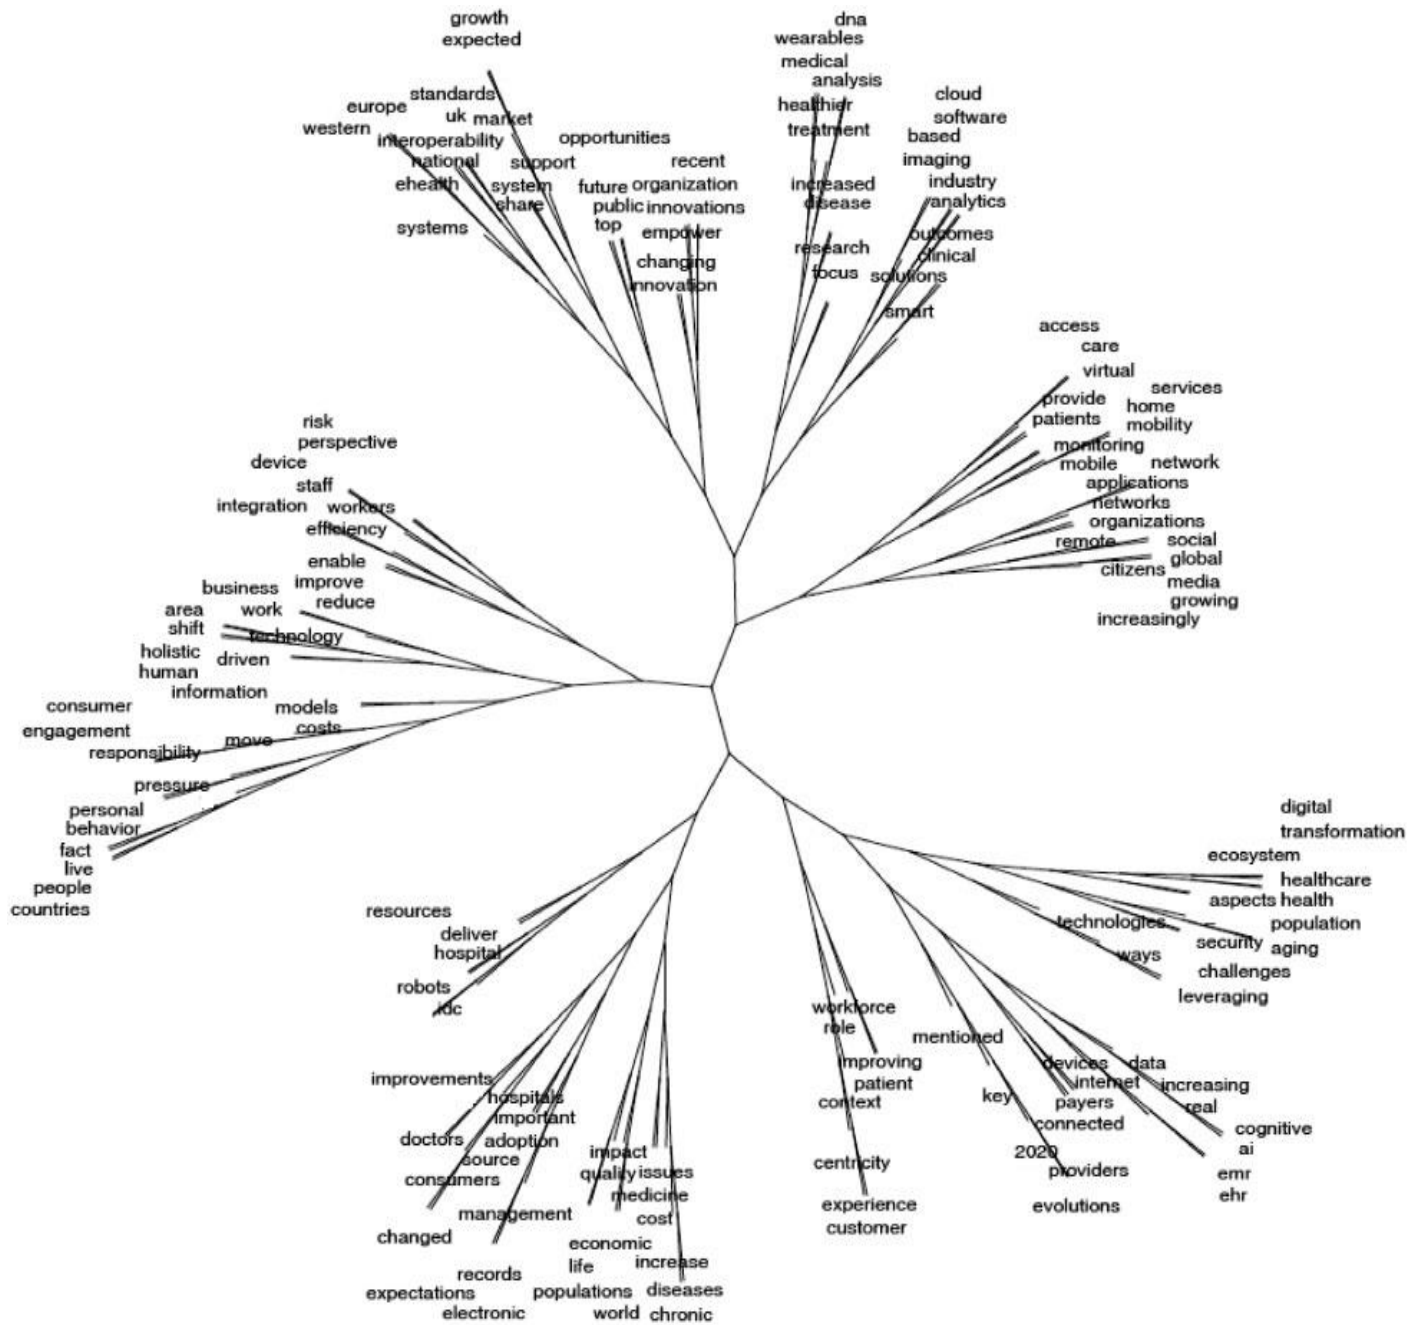 growth
expected
dna
wearables
medical
analysis
healthier
treatment
increased
disease
research
focus
cloud
software
based
imaging
industry
analytics
outcomes
clinical
solutions
smart
standards
europe
uk market
western
interoperability
national
support
ehealth
system
share
systems
opportunities
recent
future organization
public innovations
top
empower
changing
innovation
access
care
virtual
services
provide
home
patients
mobility
monitoring
mobile
network
applications
networks
organizations
remote
social
global
citizens
media
growing
increasingly
risk
perspective
device
staff
integration workers
efficiency
enable
improve
business
reduce
area
work
shift
technology
holistic
driven
human
information
consumer
models
engagement
costs
responsibility
move
pressure
personal
behavior
fact
live
people
countries
digital
transformation
ecosystem
healthcare
aspects health
technologies
population
security aging
ways
challenges
leveraging
resources
deliver
hospital
robots
idc
workforce
role
mentioned
improving
patient
context
key
devices data
internet increasing
payers real
connected
cognitive
2020 ai
providers
emr
ehr
evolutions
centricity
experience
customer
improvements
hospitals
important
doctors adoption
source
consumers
management
changed
records
expectations
electronic
impact
quality issues
medicine
cost
economic
life increase
populations diseases
world chronic